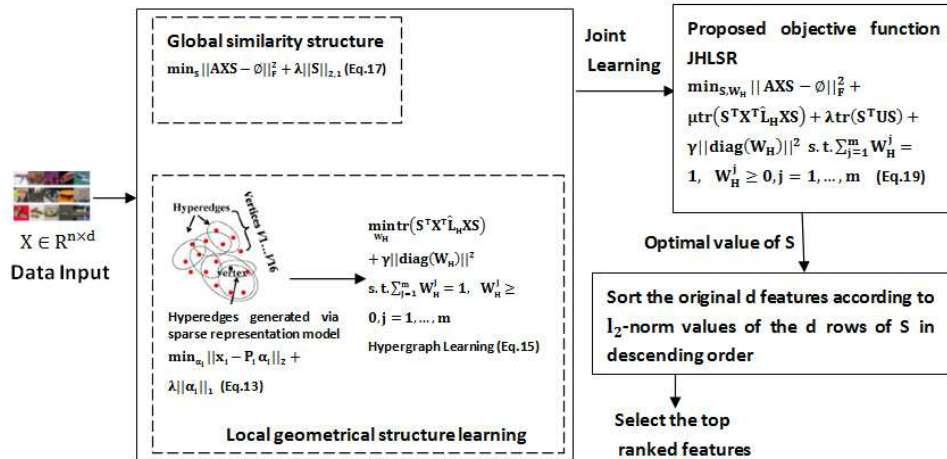 X ∈ R^{n×d}
Data Input
Global similarity structure
min_s ||AXS − ∅||_F^2 + λ||S||_{2,1} (Eq.17)
Hyperedges
Vertices V1...V16
vertex
Hyperedges generated via
sparse representation model
min_{α_i} ||x_i − P_i α_i||_2 +
λ||α_i||_1 (Eq.13)
min_{W_H} tr(S^T X^T L̂_H XS)
+ γ||diag(W_H)||^2
s.t. ∑_{j=1}^m W_H^j = 1, W_H^j ≥
0, j = 1, ..., m
Hypergraph Learning (Eq.15)
Local geometrical structure learning
Joint
Learning
Proposed objective function
JHLSR
min_{S,W_H} || AXS − ∅||_F^2 +
μtr(S^T X^T L̂_H XS) + λtr(S^T US) +
γ||diag(W_H)||^2 s.t. ∑_{j=1}^m W_H^j =
1, W_H^j ≥ 0, j = 1, ..., m (Eq.19)
Optimal value of S
Sort the original d features according to
l_2-norm values of the d rows of S in
descending order
Select the top
ranked features